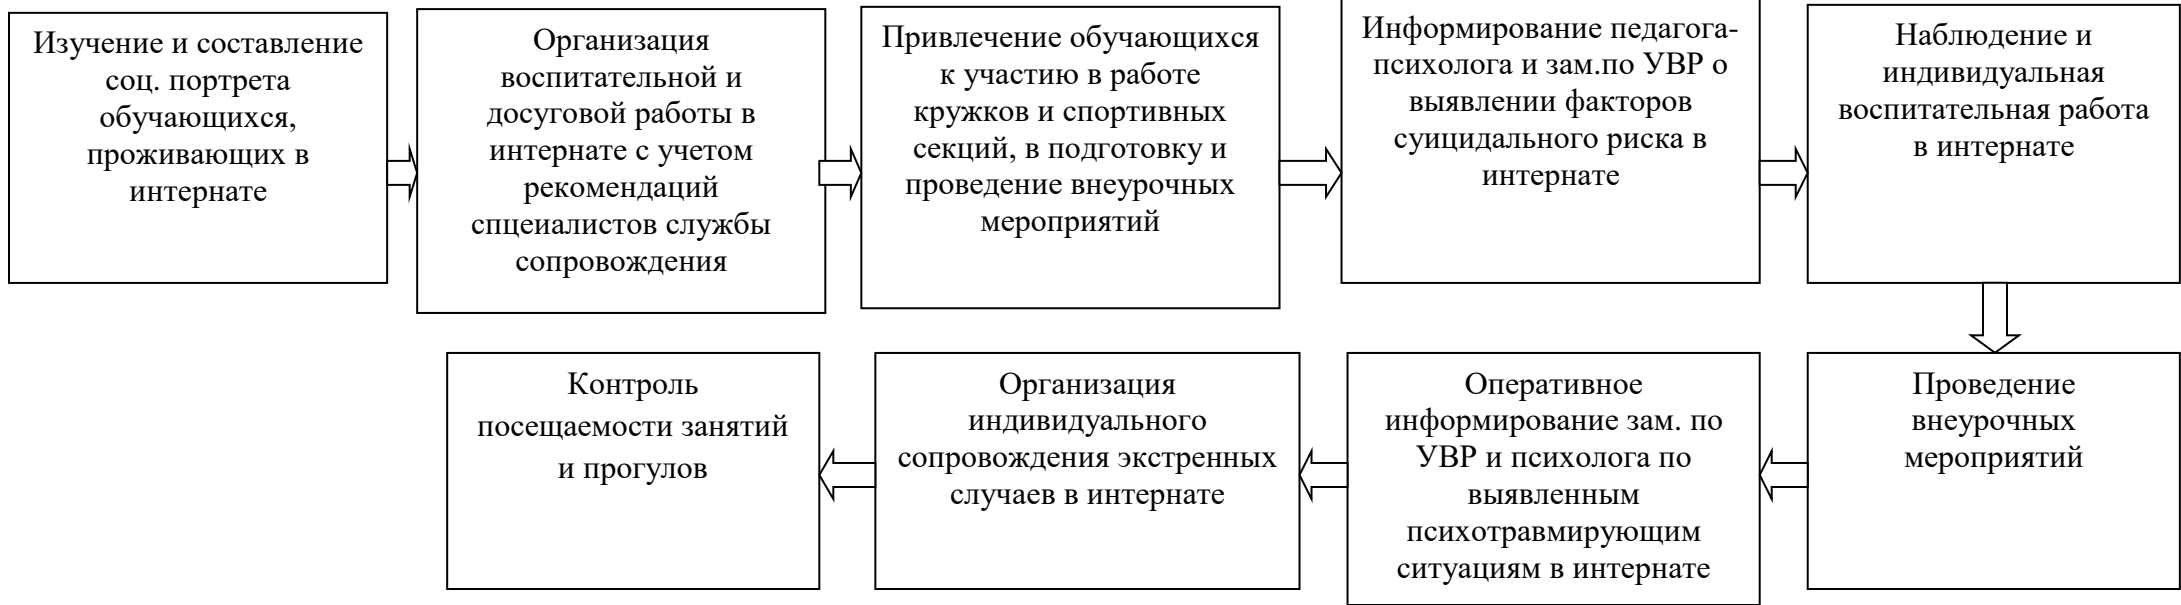 Изучение и составление
соц. портрета
обучающихся,
проживающих в
интернате
Организация
воспитательной и
досуговой работы в
интернате с учетом
рекомендаций
спцеиалистов службы
сопровождения
Привлечение обучающихся
к участию в работе
кружков и спортивных
секций, в подготовку и
проведение внеурочных
мероприятий
Информирование педагога-
психолога и зам.по УВР о
выявлении факторов
суицидального риска в
интернате
Наблюдение и
индивидуальная
воспитательная работа
в интернате
Проведение
внеурочных
мероприятий
Оперативное
информирование зам. по
УВР и психолога по
выявленным
психотравмирующим
ситуациям в интернате
Организация
индивидуального
сопровождения экстренных
случаев в интернате
Контроль
посещаемости занятий
и прогулов